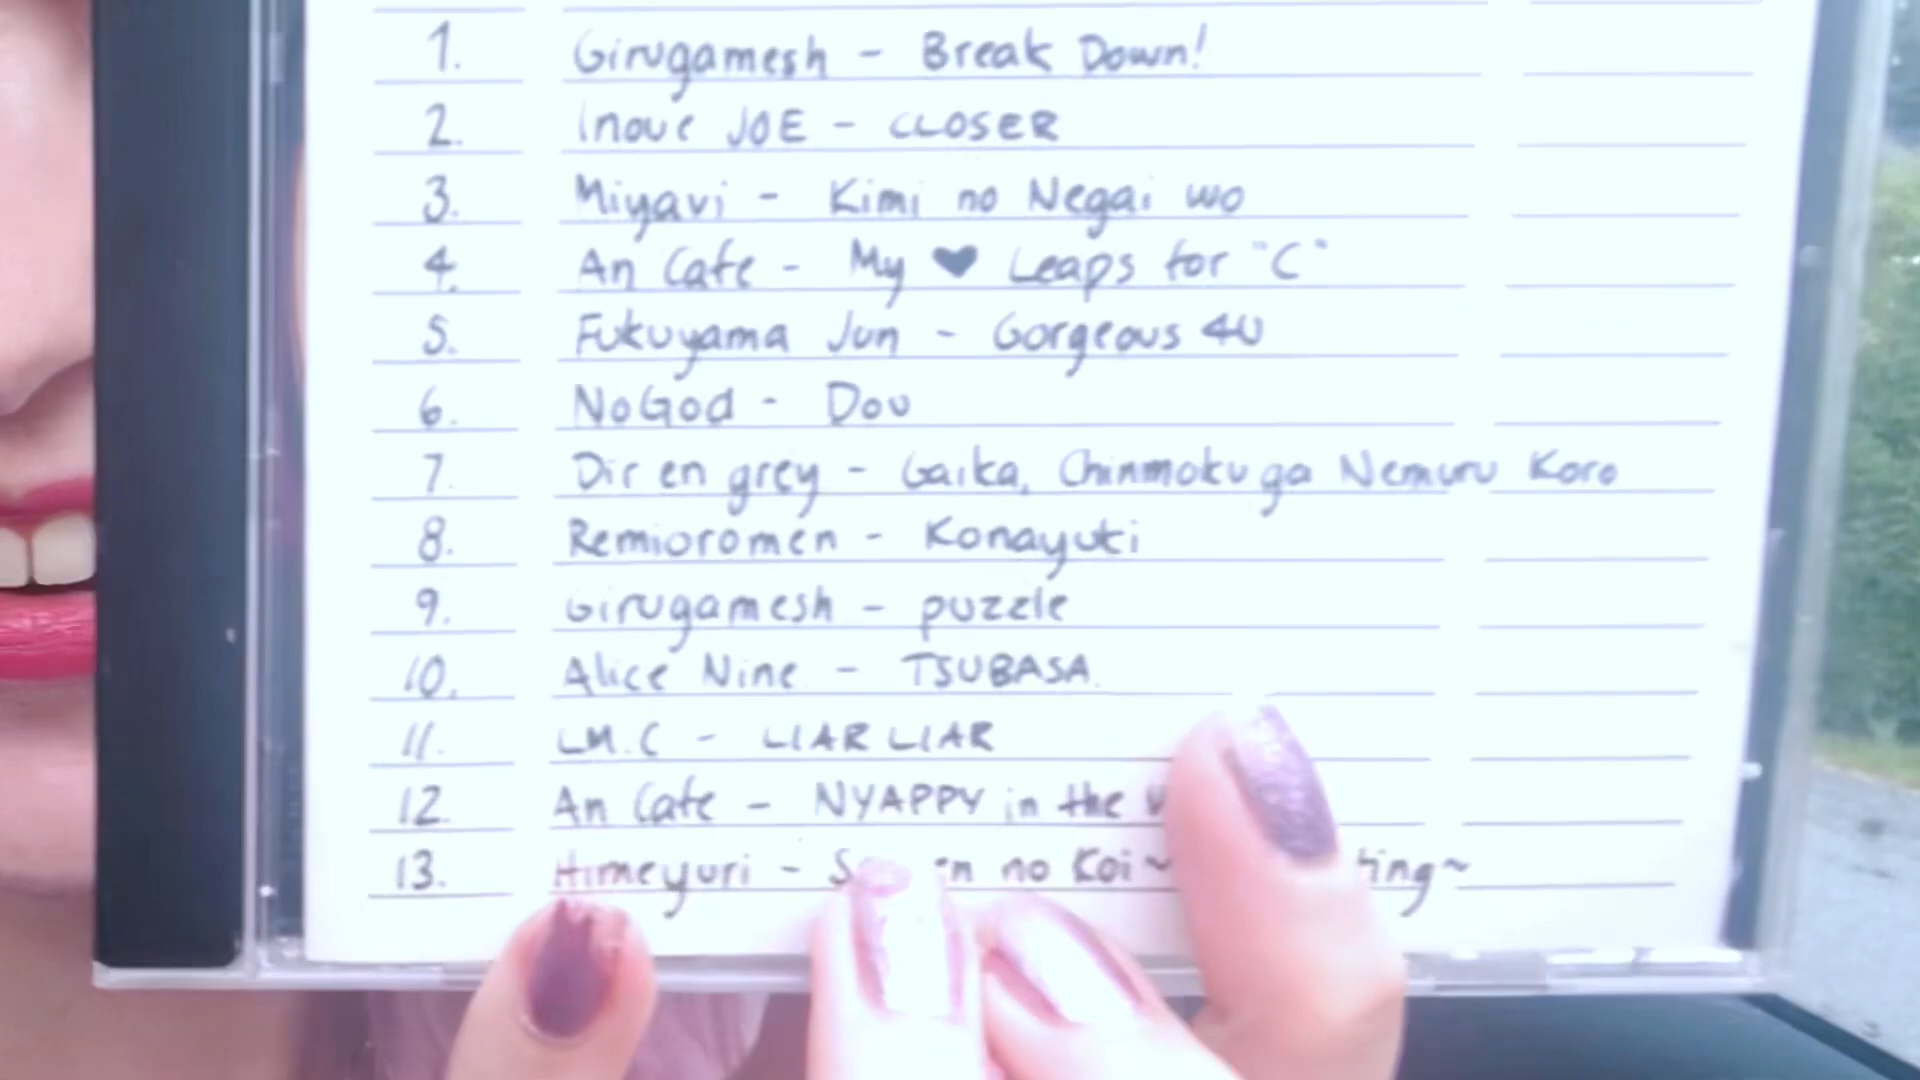 1. Girugamesh - Break Down!
2. Inoue JOE - CLOSER
3. Miyavi - Kimi no Negai wo
4. An Cafe - My ♥ Leaps for "C"
5. Fukuyama Jun - Gorgeous 4U
6. NoGod - Dou
7. Dir en grey - Gaika, Chinmoku ga Nemuru Koro
8. Remioromen - Konayuki
9. Girugamesh - puzzle
10. Alice Nine - TSUBASA.
11. LM.C - LIAR LIAR
12. An Cafe - NYAPPY in the
13. Himeyuri - no Koi ~ ~